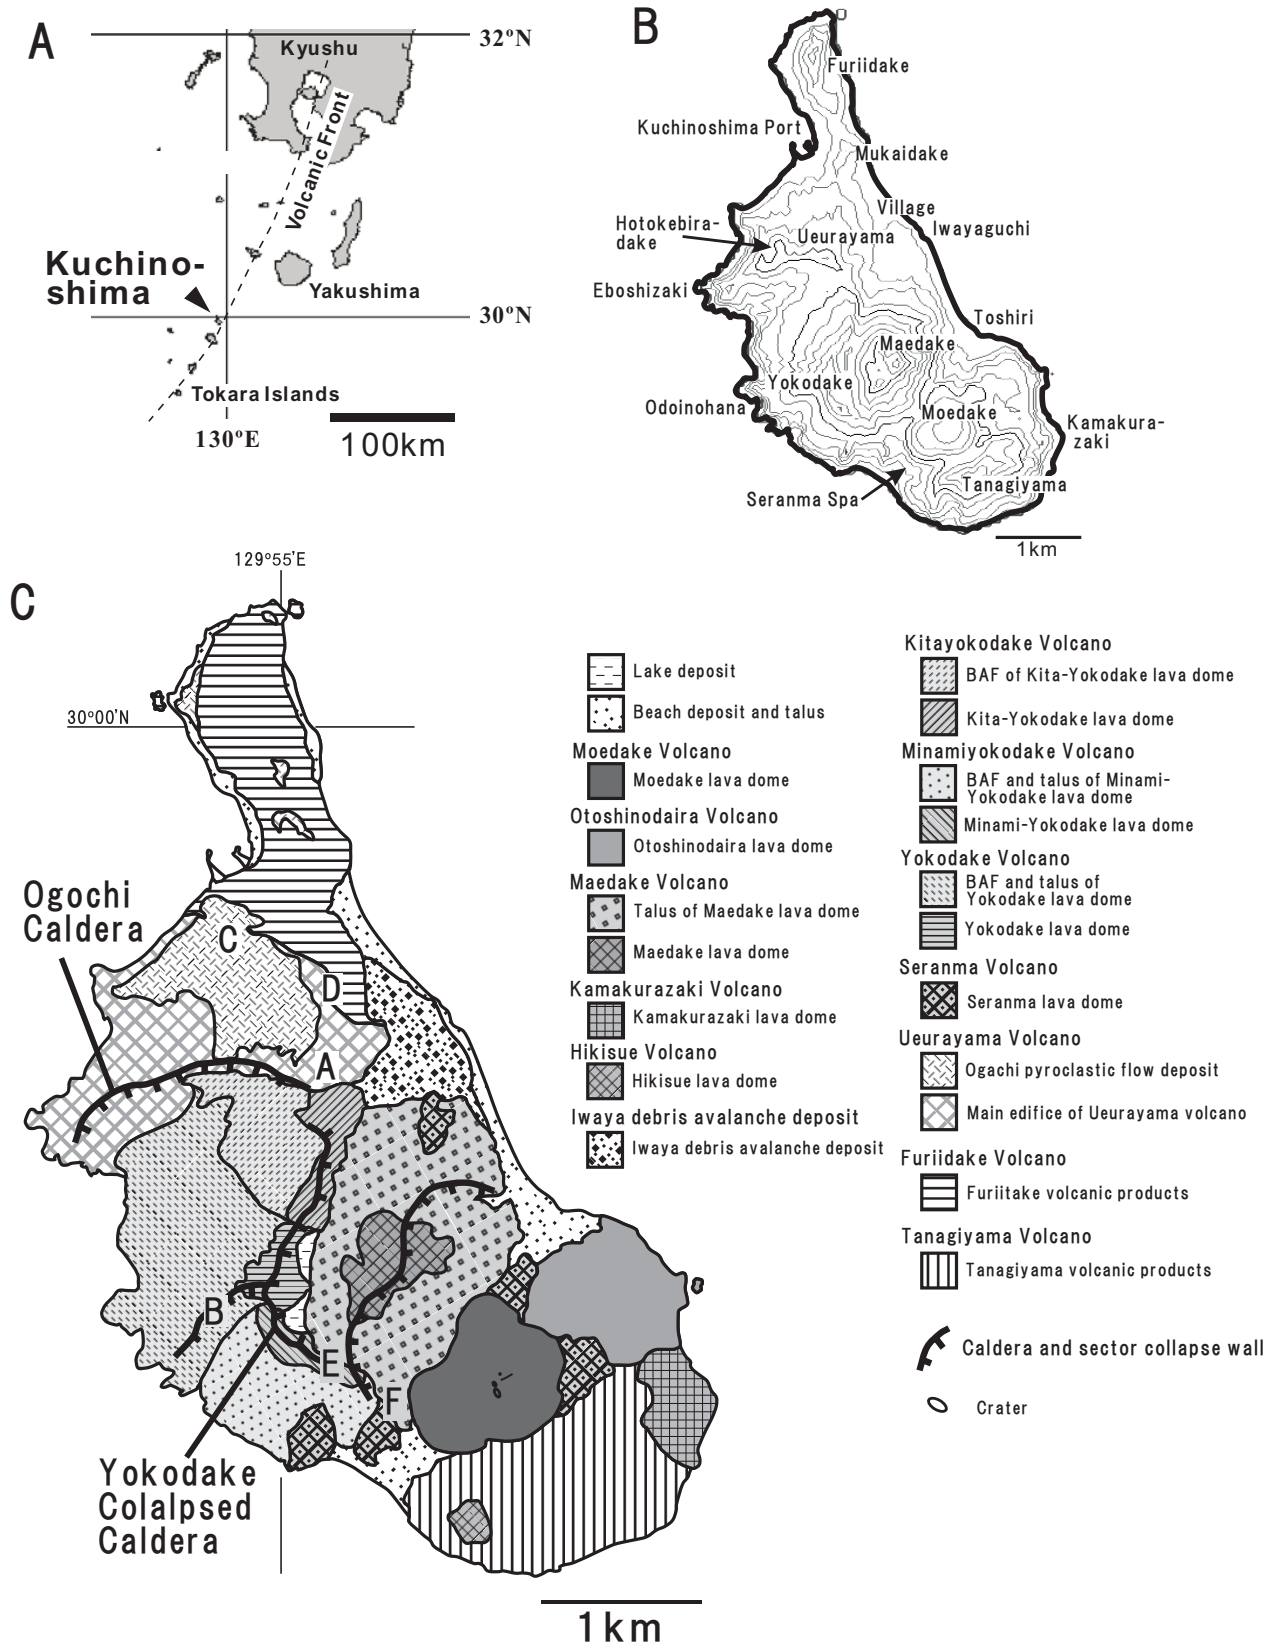 A
Kyushu
32°N
Volcanic Front
Kuchino-
shima
Yakushima
30°N
Tokara Islands
130°E
100km
B
Furiidake
Kuchinoshima Port
Mukaidake
Village
Iwayaguchi
Hotokebira-
dake
Ueurayama
Eboshizaki
Toshiri
Maedake
Yokodake
Odoinohana
Moedake
Kamakura-
zaki
Tanagiyama
Seranma Spa
1km
C
129°55'E
30°00'N
Ogochi
Caldera
C
D
A
B
E
F
Yokodake
Colalpsed
Caldera
1km
Lake deposit
Beach deposit and talus
Moedake Volcano
Moedake lava dome
Otoshinodaira Volcano
Otoshinodaira lava dome
Maedake Volcano
Talus of Maedake lava dome
Maedake lava dome
Kamakurazaki Volcano
Kamakurazaki lava dome
Hikisue Volcano
Hikisue lava dome
Iwaya debris avalanche deposit
Iwaya debris avalanche deposit
Kitayokodake Volcano
BAF of Kita-Yokodake lava dome
Kita-Yokodake lava dome
Minamiyokodake Volcano
BAF and talus of Minami-
Yokodake lava dome
Minami-Yokodake lava dome
Yokodake Volcano
BAF and talus of
Yokodake lava dome
Yokodake lava dome
Seranma Volcano
Seranma lava dome
Ueurayama Volcano
Ogachi pyroclastic flow deposit
Main edifice of Ueurayama volcano
Furiidake Volcano
Furiitake volcanic products
Tanagiyama Volcano
Tanagiyama volcanic products
Caldera and sector collapse wall
Crater